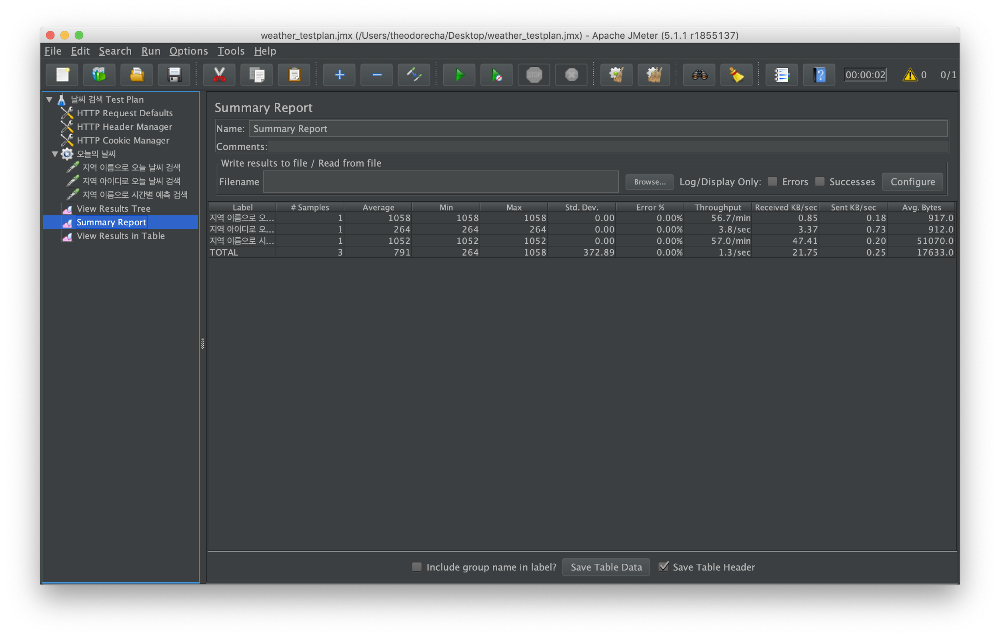 weather_testplan.jmx (/Users/theodorecha/Desktop/weather_testplan.jmx) - Apache JMeter (5.1.1 r1855137)
File Edit Search Run Options Tools Help
STOP 00:00:02 0 0/1
날씨 검색 Test Plan
HTTP Request Defaults
HTTP Header Manager
HTTP Cookie Manager
오늘의 날씨
지역 이름으로 오늘 날씨 검색
지역 아이디로 오늘 날씨 검색
지역 이름으로 시간별 예측 검색
View Results Tree
Summary Report
View Results in Table
Summary Report
Name: Summary Report
Comments:
Write results to file / Read from file
Filename Browse... Log/Display Only: Errors Successes Configure
Label # Samples Average Min Max Std. Dev. Error % Throughput Received KB/sec Sent KB/sec Avg. Bytes
지역 이름으로 오... 1 1058 1058 1058 0.00 0.00% 56.7/min 0.85 0.18 917.0
지역 아이디로 오... 1 264 264 264 0.00 0.00% 3.8/sec 3.37 0.73 912.0
지역 이름으로 시... 1 1052 1052 1052 0.00 0.00% 57.0/min 47.41 0.20 51070.0
TOTAL 3 791 264 1058 372.89 0.00% 1.3/sec 21.75 0.25 17633.0
Include group name in label? Save Table Data Save Table Header